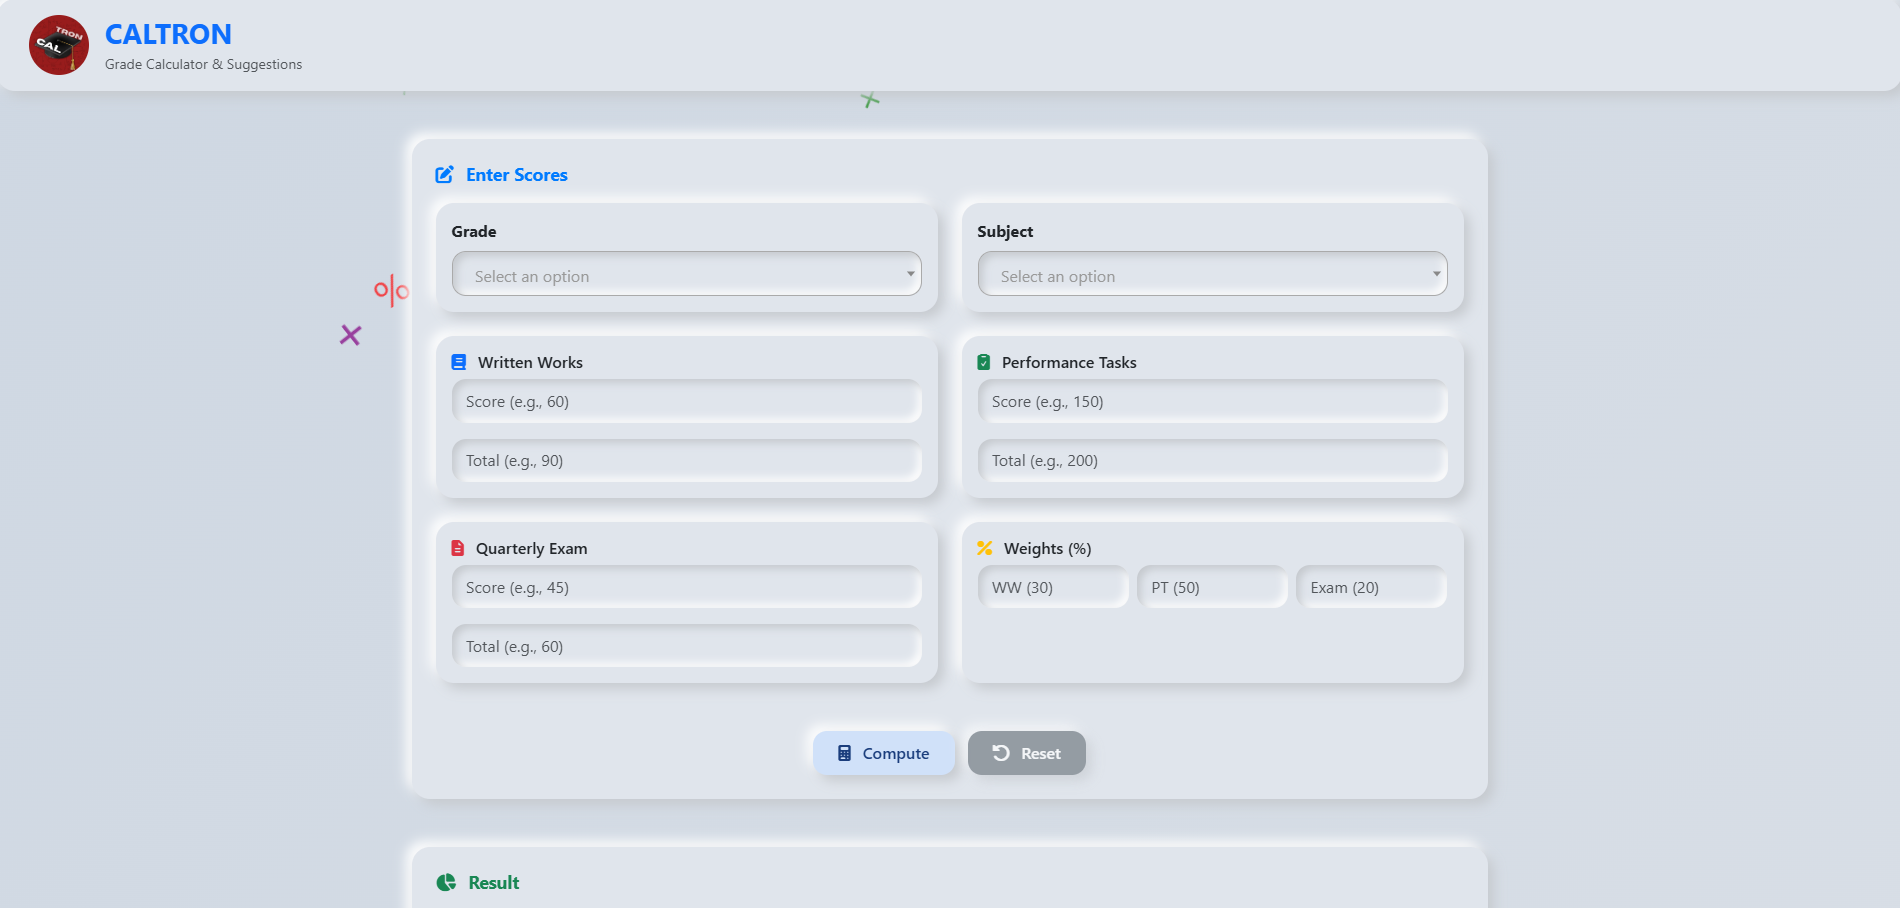 TRON
CAL
CALTRON
Grade Calculator & Suggestions
Enter Scores
Grade
Select an option
Subject
Select an option
Written Works
Score (e.g., 60)
Total (e.g., 90)
Performance Tasks
Score (e.g., 150)
Total (e.g., 200)
Quarterly Exam
Score (e.g., 45)
Total (e.g., 60)
Weights (%)
WW (30)
PT (50)
Exam (20)
Compute
Reset
Result